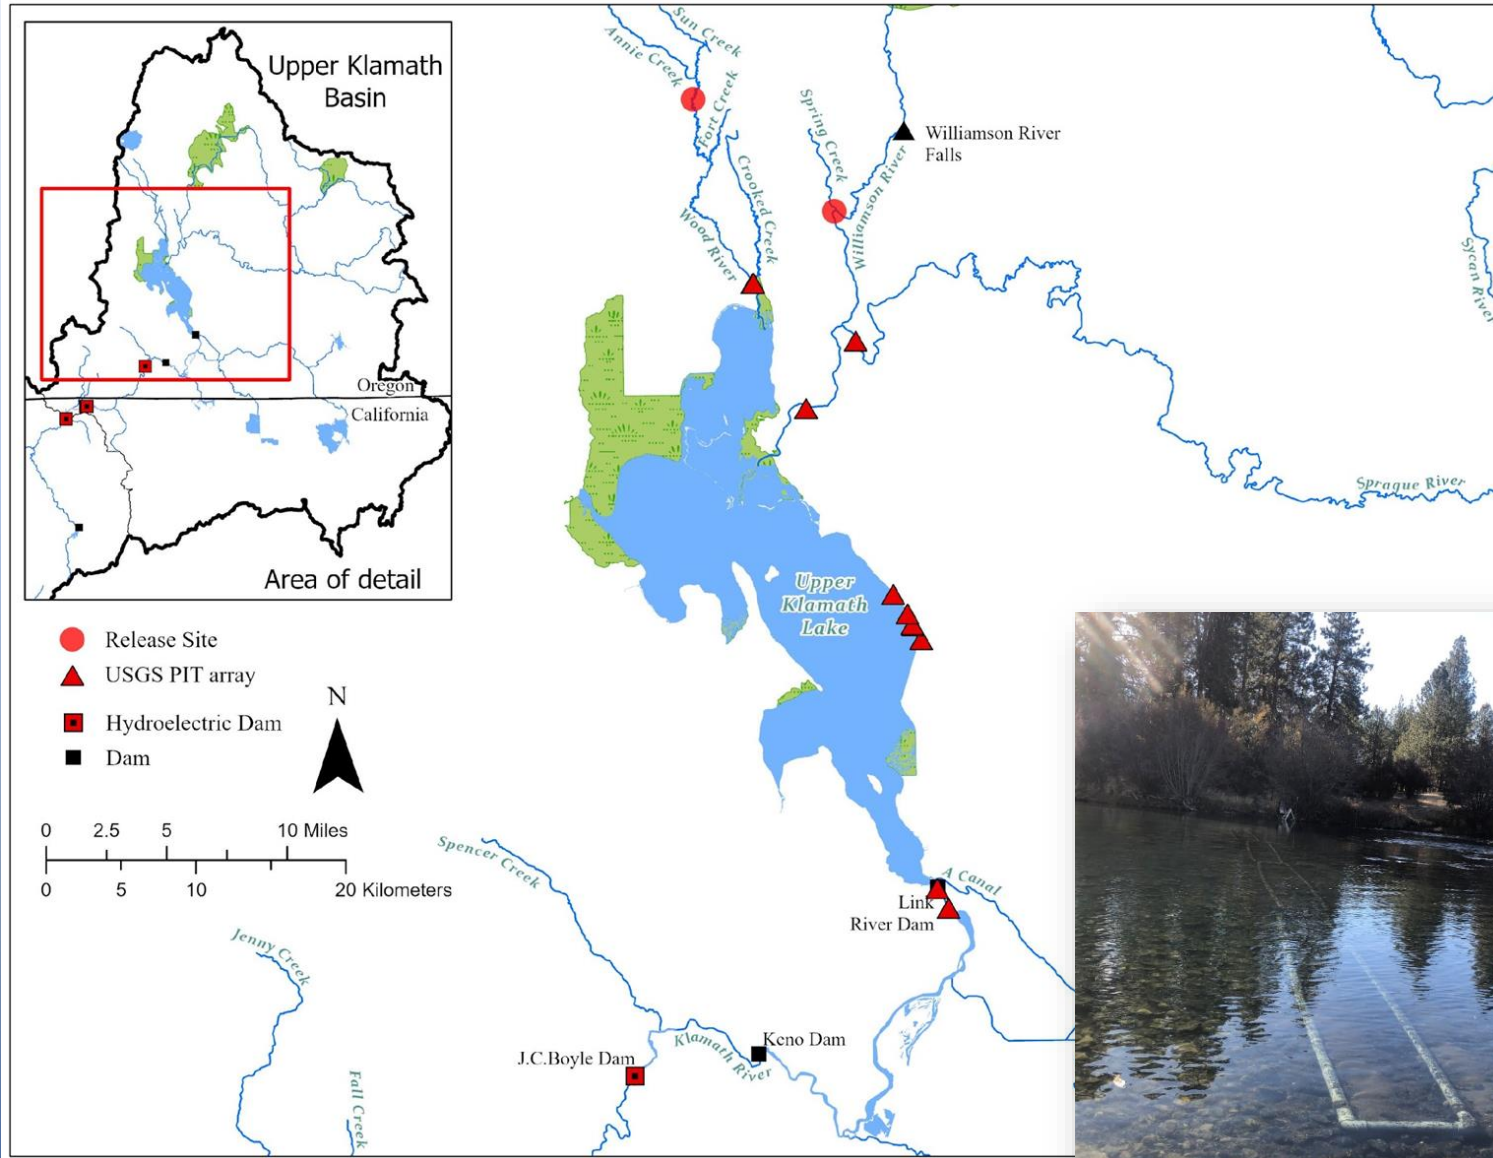 Upper Klamath
Basin
Oregon
California
Area of detail
Release Site
USGS PIT array
Hydroelectric Dam
Dam
N
0 2.5 5 10 Miles
0 5 10 20 Kilometers
Sun Creek
Annie Creek
Fort Creek
Crooked Creek
Wood River
Spring Creek
Williamson River
Falls
Williamson River
Williamson River
Sycan River
Sprague River
Upper
Klamath
Lake
A Canal
Link
River Dam
Spencer Creek
Jenny Creek
Fall Creek
J.C.Boyle Dam
Klamath River
Keno Dam